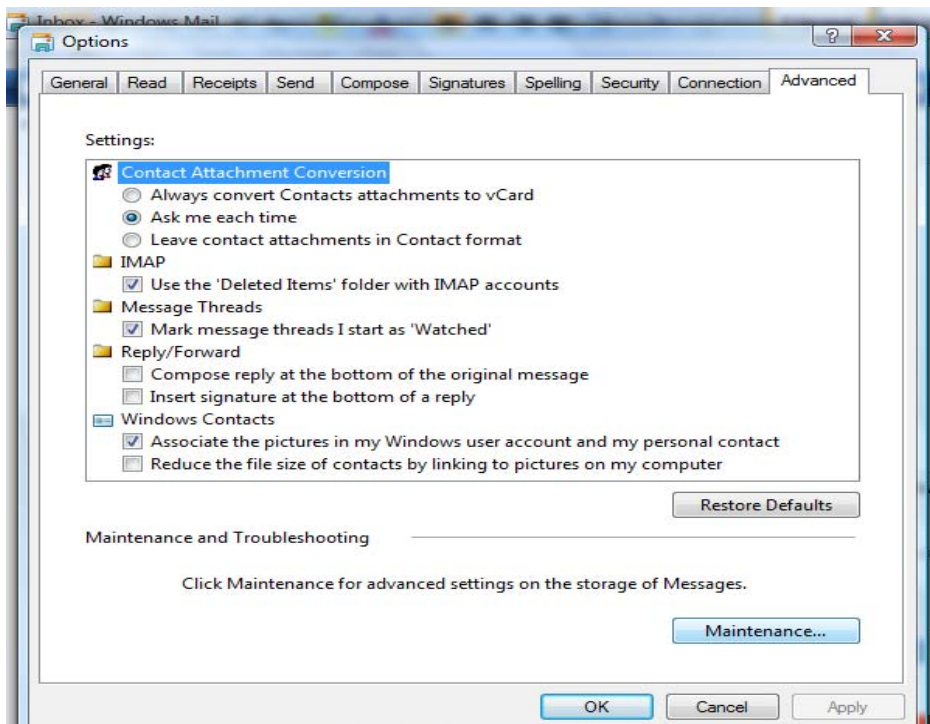 Inbox - Windows Mail
Options
General Read Receipts Send Compose Signatures Spelling Security Connection Advanced
Settings:
Contact Attachment Conversion
Always convert Contacts attachments to vCard
Ask me each time
Leave contact attachments in Contact format
IMAP
Use the 'Deleted Items' folder with IMAP accounts
Message Threads
Mark message threads I start as 'Watched'
Reply/Forward
Compose reply at the bottom of the original message
Insert signature at the bottom of a reply
Windows Contacts
Associate the pictures in my Windows user account and my personal contact
Reduce the file size of contacts by linking to pictures on my computer
Restore Defaults
Maintenance and Troubleshooting
Click Maintenance for advanced settings on the storage of Messages.
Maintenance...
OK Cancel Apply